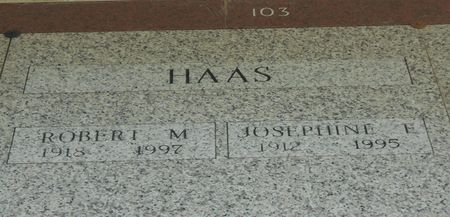 103
HAAS
ROBERT M JOSEPHINE E
1918 1997 1912 1995